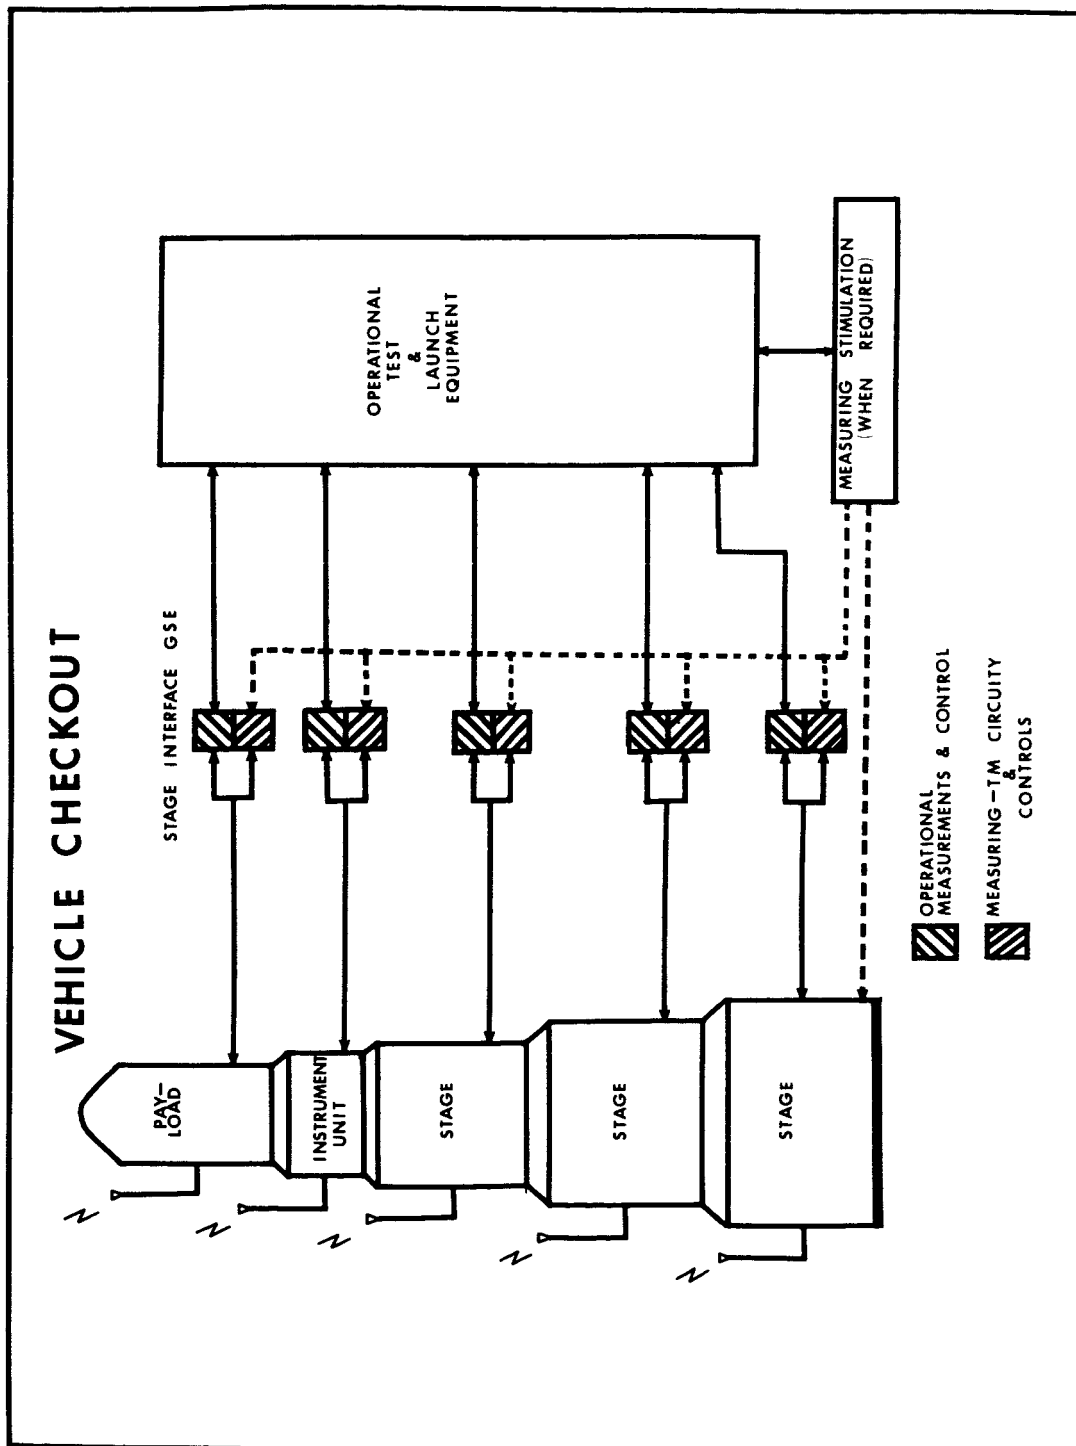 VEHICLE CHECKOUT
STAGE INTERFACE GSE
PAY-
LOAD
INSTRUMENT
UNIT
STAGE
STAGE
STAGE
OPERATIONAL
TEST
&
LAUNCH
EQUIPMENT
MEASURING STIMULATION
(WHEN REQUIRED)
OPERATIONAL
MEASUREMENTS & CONTROL
MEASURING-TM CIRCUITY
&
CONTROLS